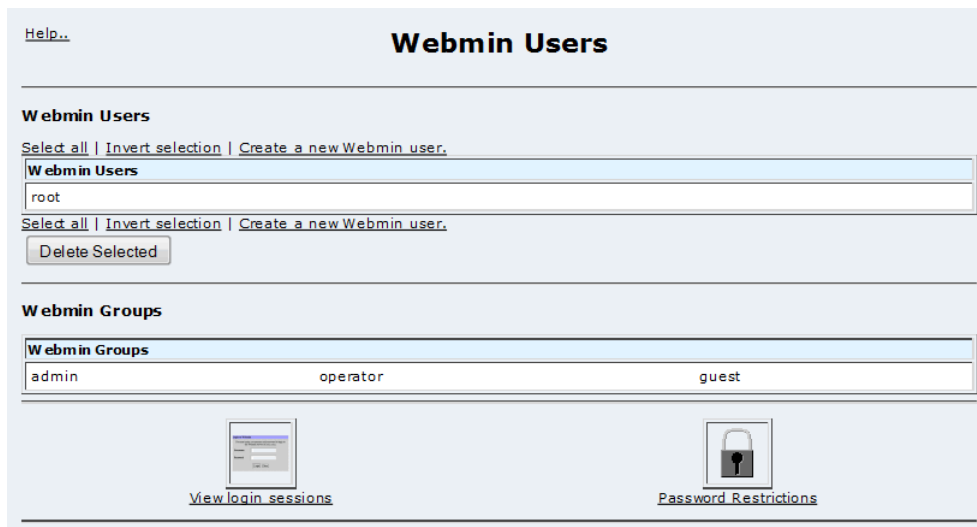 Help..
Webmin Users
Webmin Users
Select all | Invert selection | Create a new Webmin user.
Webmin Users
root
Select all | Invert selection | Create a new Webmin user.
Delete Selected
Webmin Groups
Webmin Groups
admin operator guest
View login sessions Password Restrictions